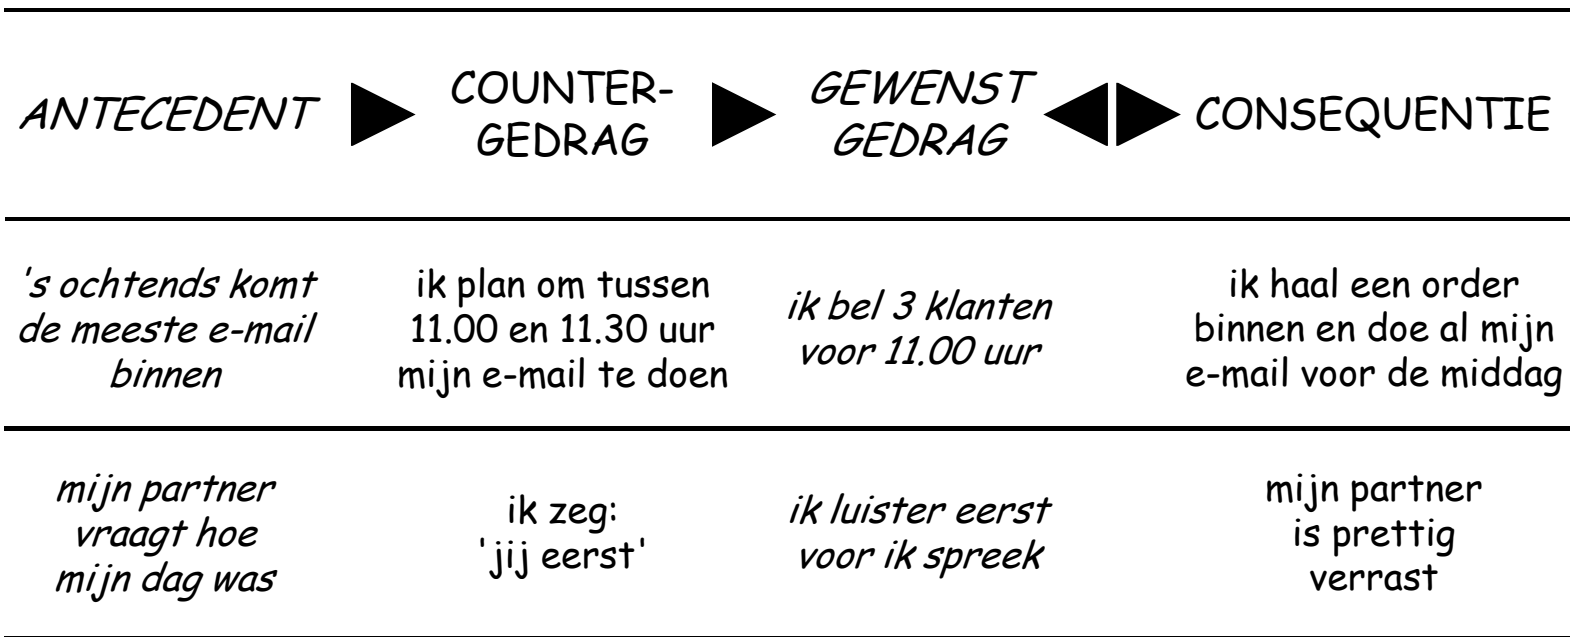 ANTECEDENT
COUNTER-
GEDRAG
GEWENST
GEDRAG
CONSEQUENTIE
's ochtends komt
de meeste e-mail
binnen
ik plan om tussen
11.00 en 11.30 uur
mijn e-mail te doen
ik bel 3 klanten
voor 11.00 uur
ik haal een order
binnen en doe al mijn
e-mail voor de middag
mijn partner
vraagt hoe
mijn dag was
ik zeg:
'jij eerst'
ik luister eerst
voor ik spreek
mijn partner
is prettig
verrast